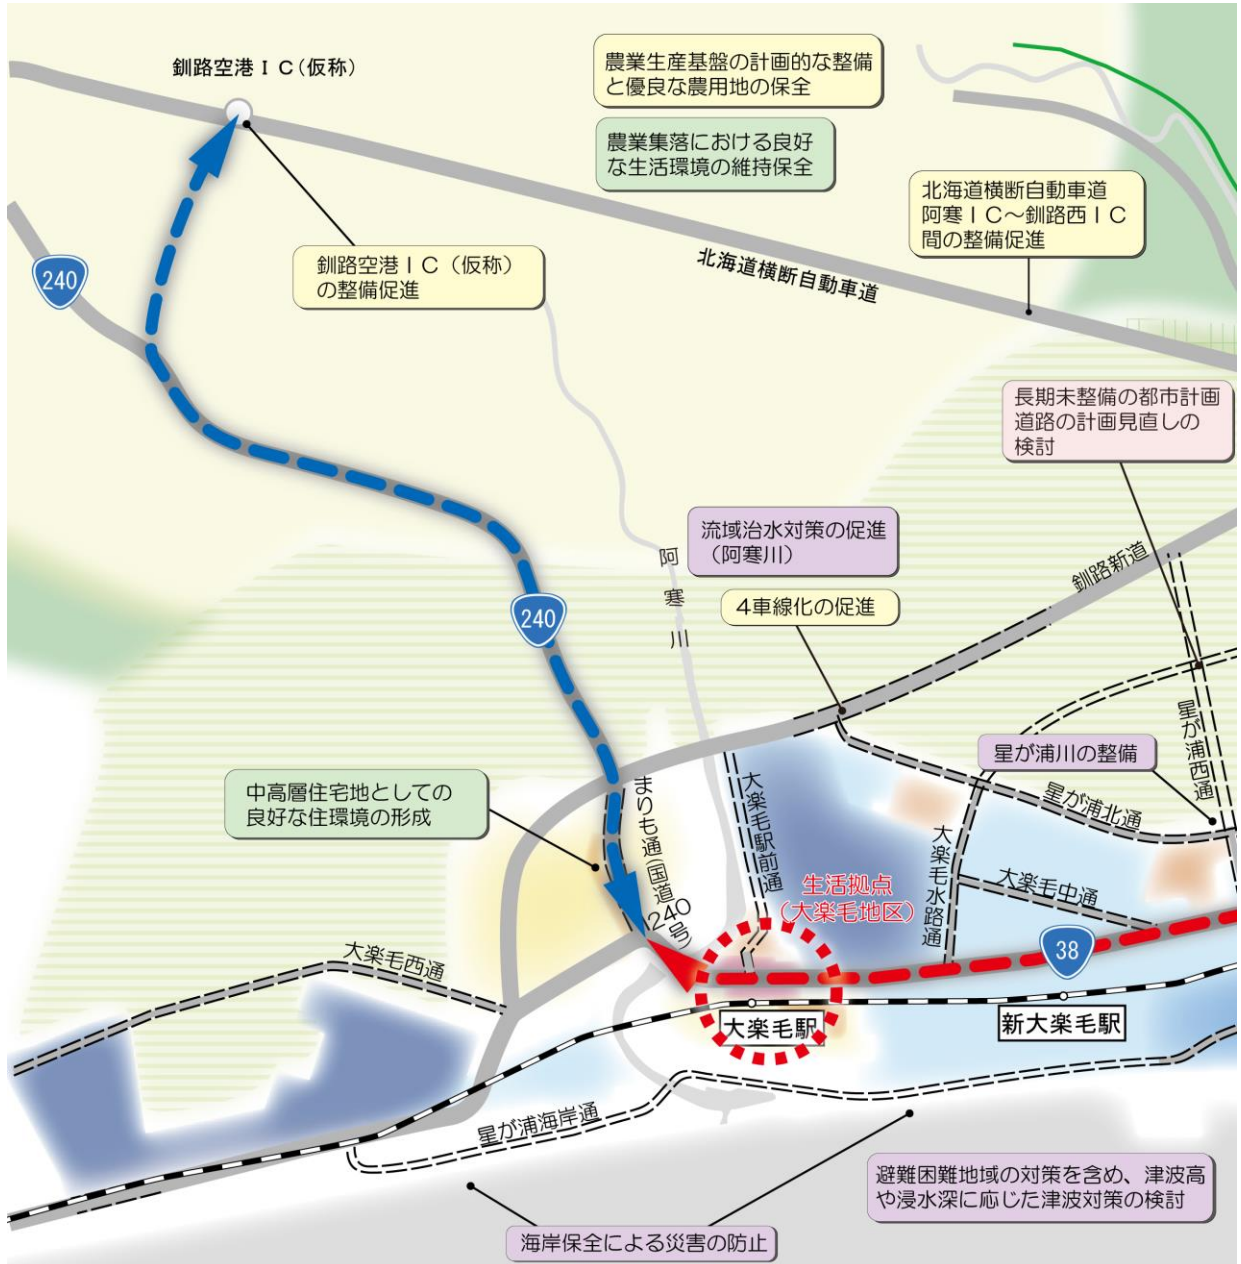 釧路空港IC(仮称)
農業生産基盤の計画的な整備
と優良な農用地の保全
農業集落における良好
な生活環境の維持保全
北海道横断自動車道
阿寒IC～釧路西IC
間の整備促進
240
釧路空港IC(仮称)
の整備促進
北海道横断自動車道
長期未整備の都市計画
道路の計画見直しの
検討
流域治水対策の促進
(阿寒川)
阿寒川
釧路新道
4車線化の促進
240
星が浦西通
星が浦川の整備
中高層住宅地としての
良好な住環境の形成
まりも通(国道240号)
大楽毛駅前通
星が浦北通
大楽毛水路通
大楽毛中通
生活拠点
(大楽毛地区)
大楽毛西通
38
大楽毛駅
新大楽毛駅
星が浦海岸通
避難困難地域の対策を含め、津波高
や浸水深に応じた津波対策の検討
海岸保全による災害の防止